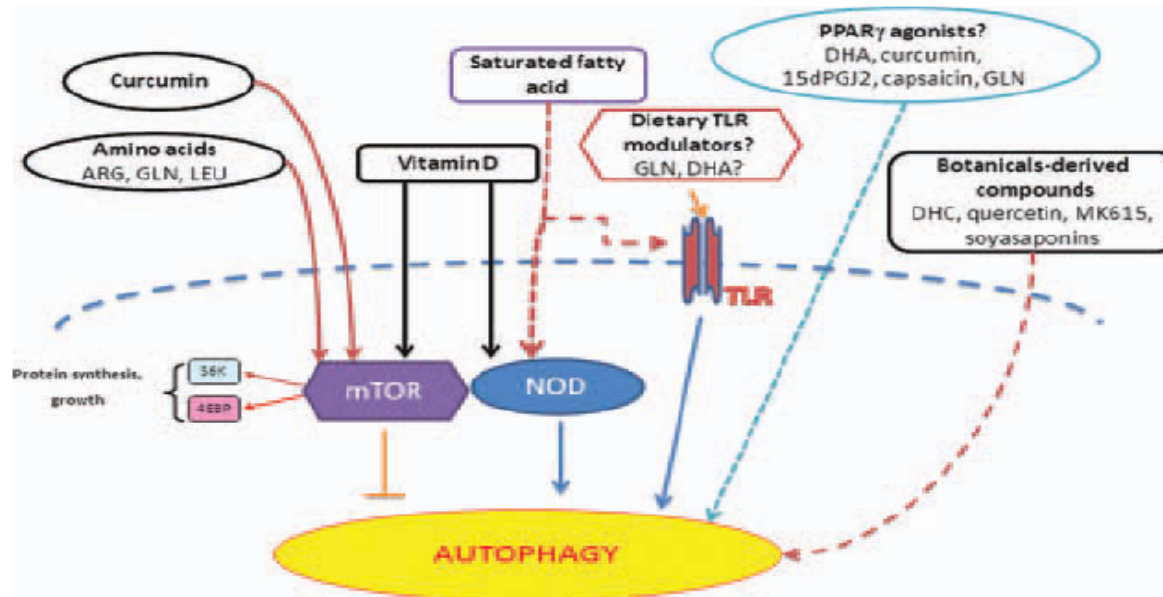 PPARγ agonists?
DHA, curcumin,
15dPGJ2, capsaicin, GLN
Curcumin
Saturated fatty
acid
Amino acids
ARG, GLN, LEU
Vitamin D
Dietary TLR
modulators?
GLN, DHA?
Botanicals-derived
compounds
DHC, quercetin, MK615,
soyasaponins
TLR
Protein synthesis,
growth
S6K
4EBP
mTOR
NOD
AUTOPHAGY